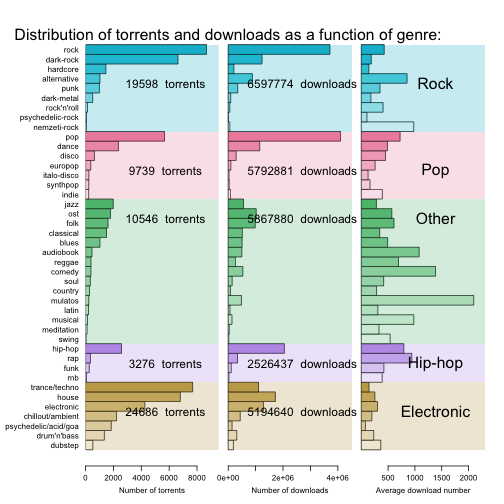 Distribution of torrents and downloads as a function of genre:
rock
dark-rock
hardcore
alternative
punk
dark-metal
rock'n'roll
psychedelic-rock
nemzeti-rock
19598 torrents
6597774 downloads
Rock
pop
dance
disco
europop
italo-disco
synthpop
indie
9739 torrents
5792881 downloads
Pop
jazz
ost
folk
classical
blues
audiobook
reggae
comedy
soul
country
mulatos
latin
musical
meditation
swing
10546 torrents
5867880 downloads
Other
hip-hop
rap
funk
rnb
3276 torrents
2526437 downloads
Hip-hop
trance/techno
house
electronic
chillout/ambient
psychedelic/acid/goa
drum'n'bass
dubstep
24686 torrents
5194640 downloads
Electronic
0 2000 4000 6000 8000
0e+00 2e+06 4e+06
0 500 1000 1500 2000
Number of torrents
Number of downloads
Average download number